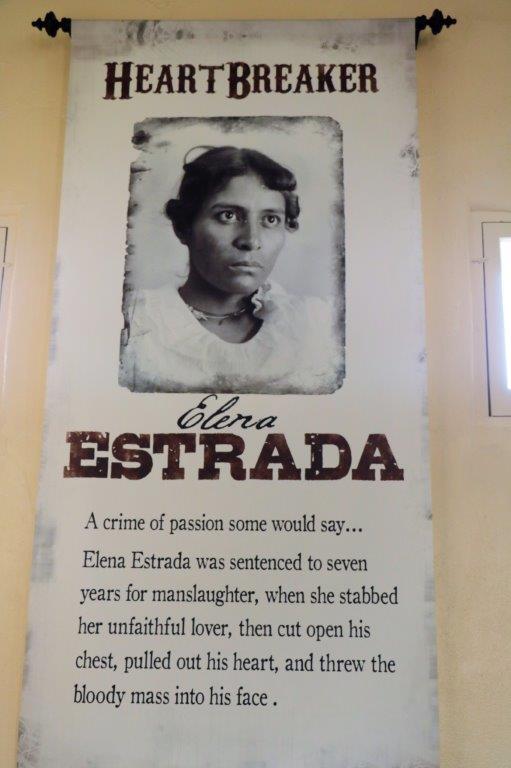 HEARTBREAKER
Elena
ESTRADA
A crime of passion some would say...
Elena Estrada was sentenced to seven
years for manslaughter, when she stabbed
her unfaithful lover, then cut open his
chest, pulled out his heart, and threw the
bloody mass into his face .